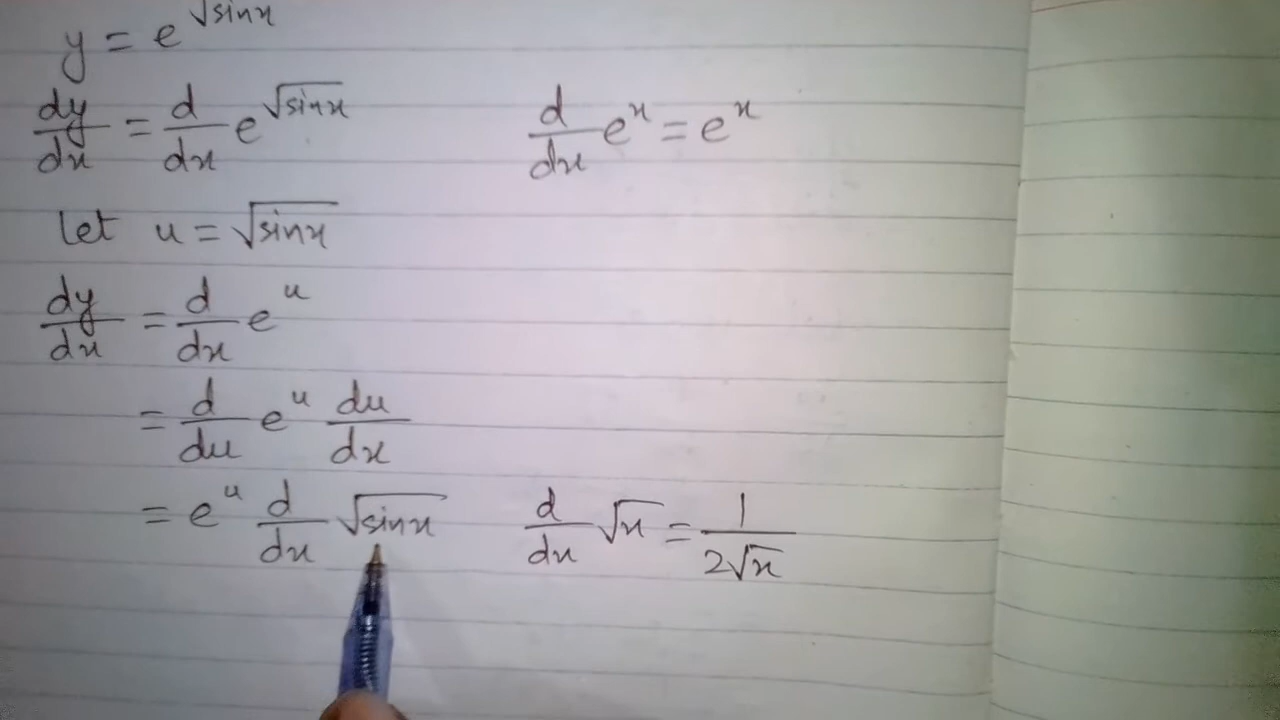 y = e^√sinx
dy/dx = d/dx e^√sinx    d/dx e^x = e^x
let u = √sinx
dy/dx = d/dx e^u
= d/du e^u du/dx
= e^u d/dx √sinx    d/dx √x = 1/2√x